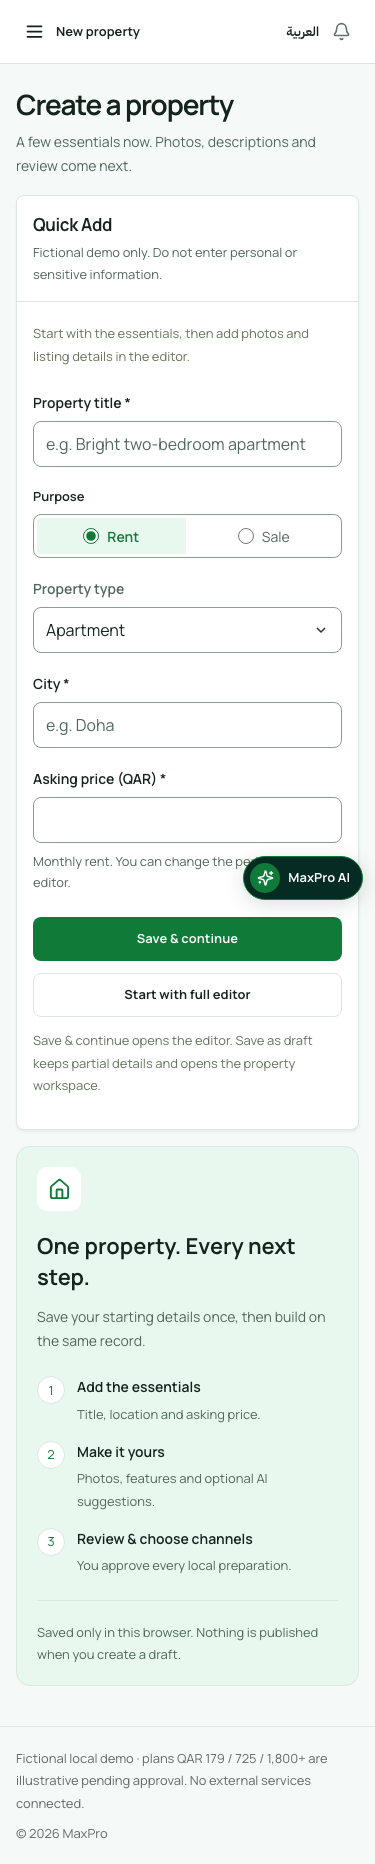 New property
العربية
Create a property
A few essentials now. Photos, descriptions and
review come next.
Quick Add
Fictional demo only. Do not enter personal or
sensitive information.
Start with the essentials, then add photos and
listing details in the editor.
Property title *
e.g. Bright two-bedroom apartment
Purpose
Rent
Sale
Property type
Apartment
City *
e.g. Doha
Asking price (QAR) *
Monthly rent. You can change the
editor.
MaxPro AI
Save & continue
Start with full editor
Save & continue opens the editor. Save as draft
keeps partial details and opens the property
workspace.
One property. Every next
step.
Save your starting details once, then build on
the same record.
1 Add the essentials
Title, location and asking price.
2 Make it yours
Photos, features and optional AI
suggestions.
3 Review & choose channels
You approve every local preparation.
Saved only in this browser. Nothing is published
when you create a draft.
Fictional local demo · plans QAR 179 / 725 / 1,800+ are
illustrative pending approval. No external services
connected.
© 2026 MaxPro